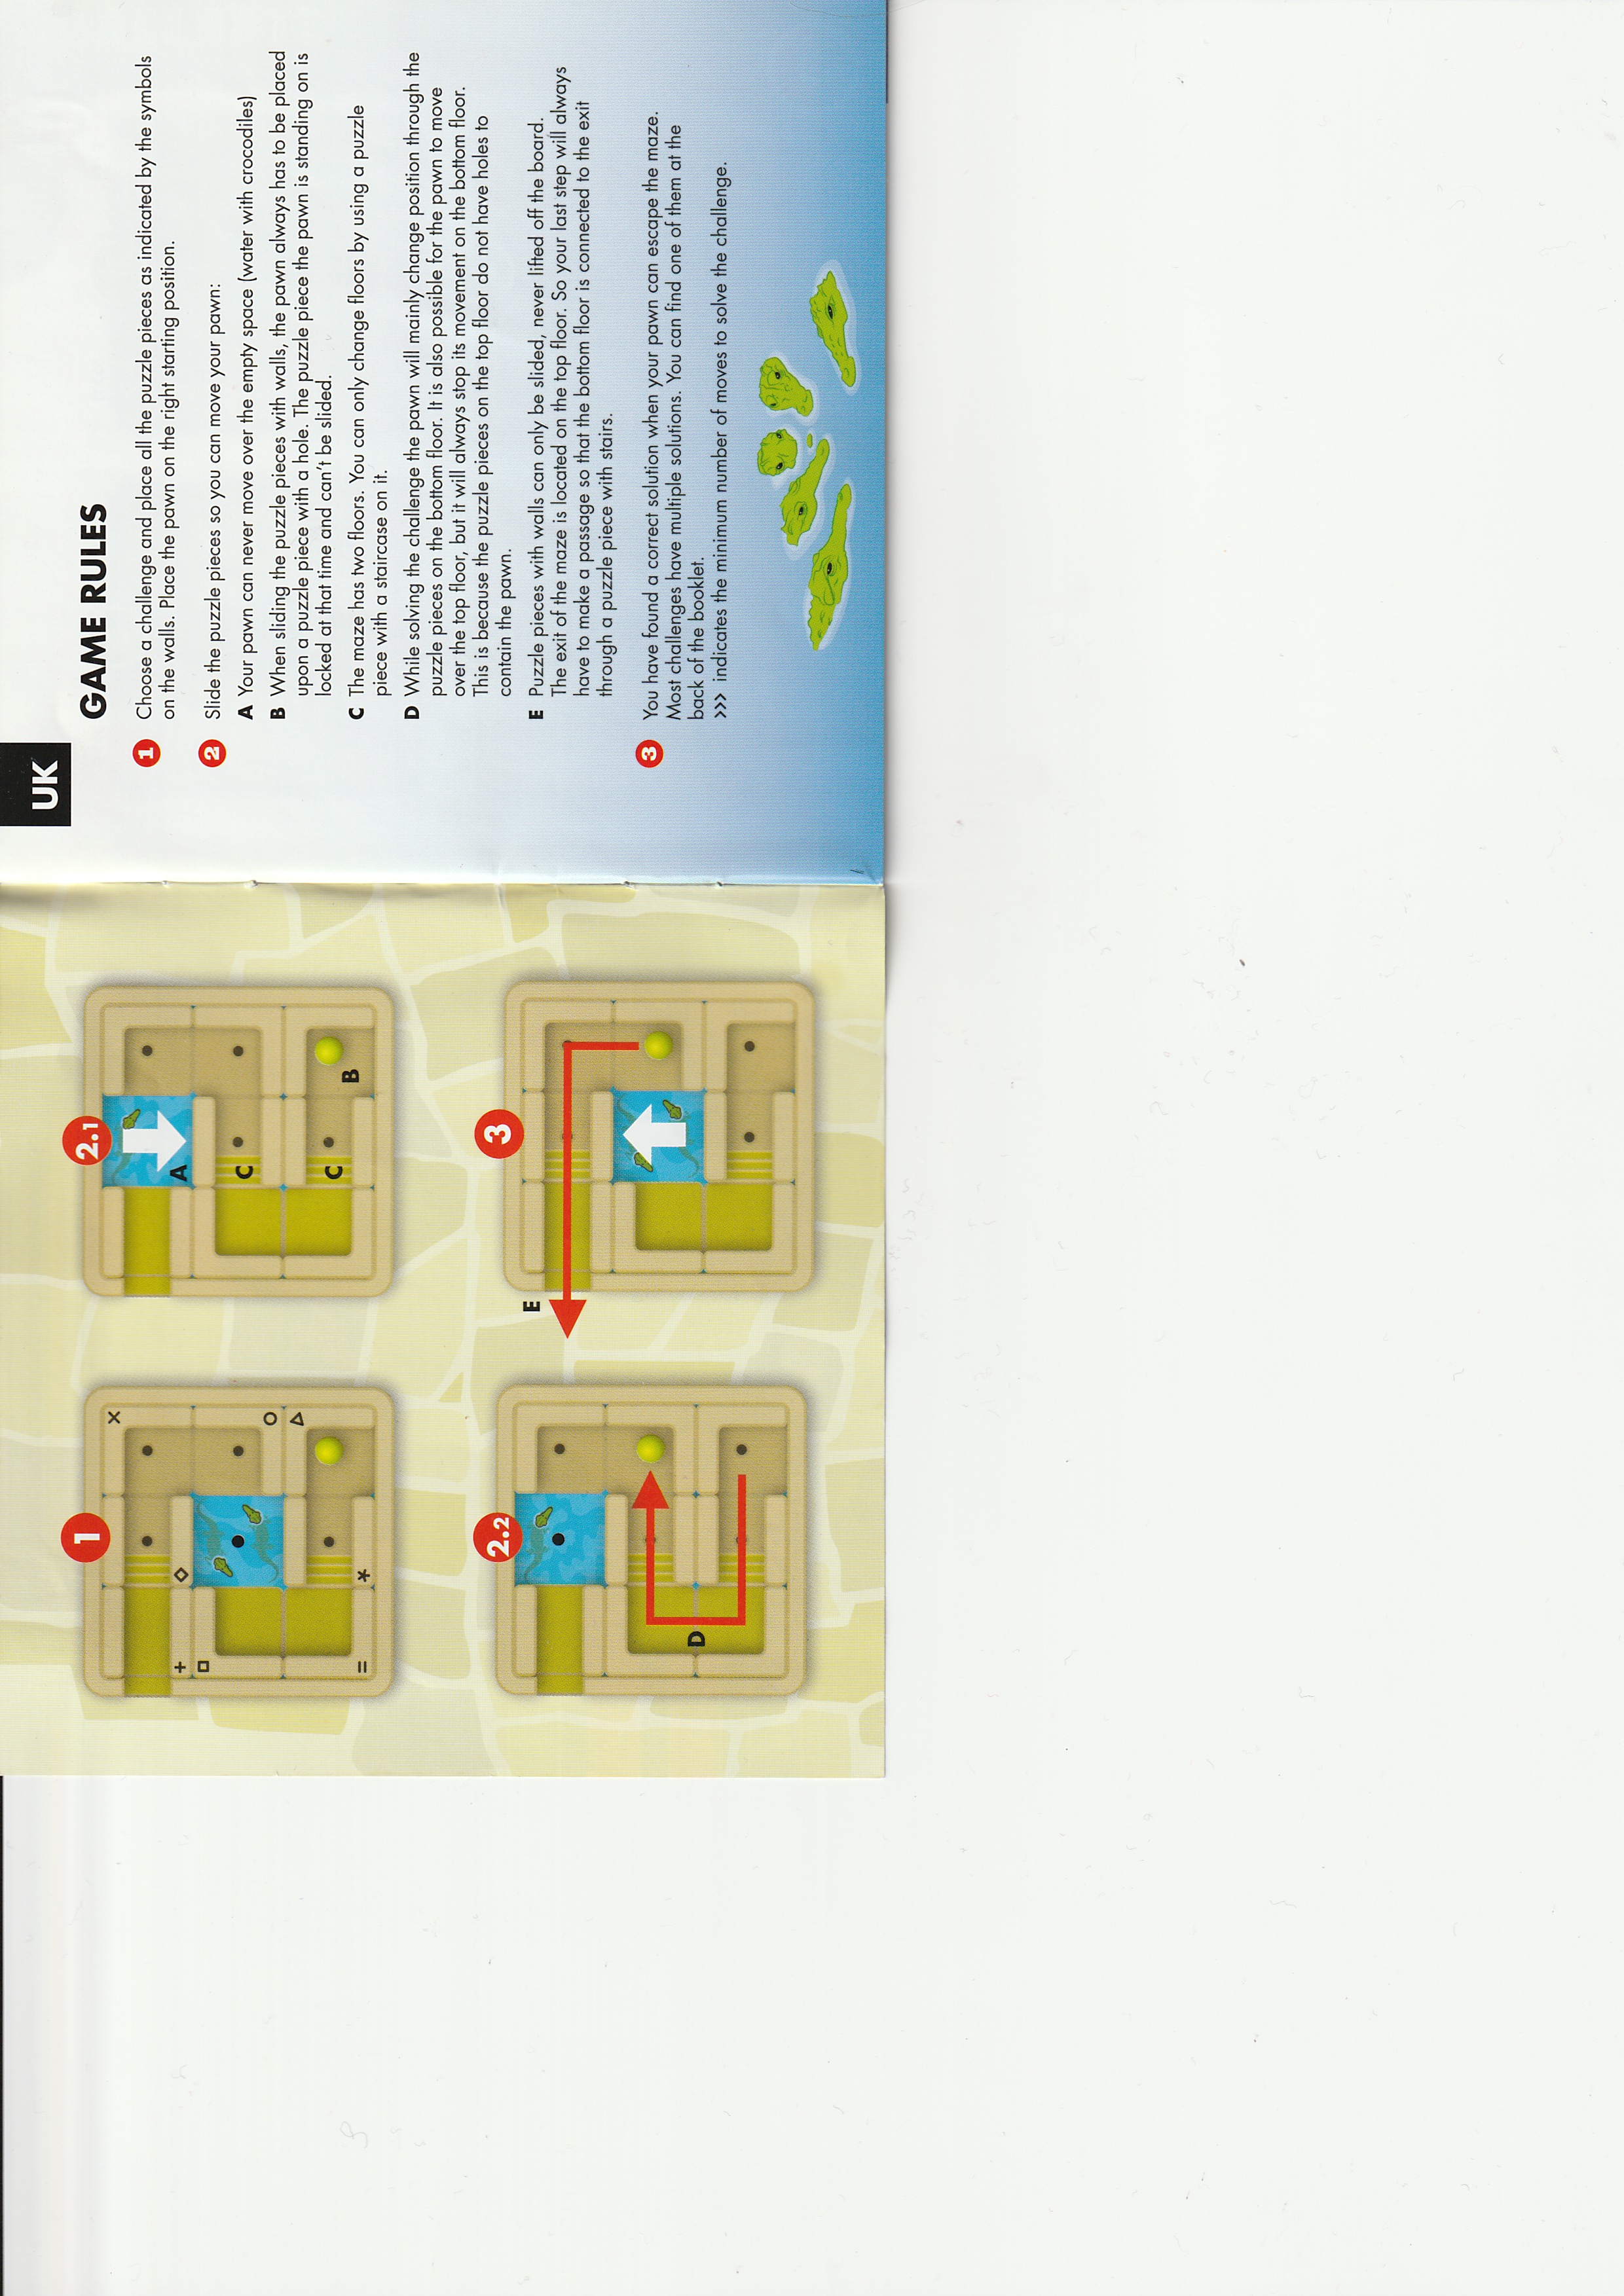 UK
GAME RULES
1 Choose a challenge and place all the puzzle pieces as indicated by the symbols
on the walls. Place the pawn on the right starting position.
2 Slide the puzzle pieces so you can move your pawn:
A Your pawn can never move over the empty space (water with crocodiles)
B When sliding the puzzle pieces with walls, the pawn always has to be placed
upon a puzzle piece with a hole. The puzzle piece the pawn is standing on is
locked at that time and can't be slided.
C The maze has two floors. You can only change floors by using a puzzle
piece with a staircase on it.
D While solving the challenge the pawn will mainly change position through the
puzzle pieces on the bottom floor. It is also possible for the pawn to move
over the top floor, but it will always stop its movement on the bottom floor.
This is because the puzzle pieces on the top floor do not have holes to
contain the pawn.
E Puzzle pieces with walls can only be slided, never lifted off the board.
The exit of the maze is located on the top floor. So your last step will always
have to make a passage so that the bottom floor is connected to the exit
through a puzzle piece with stairs.
3 You have found a correct solution when your pawn can escape the maze.
Most challenges have multiple solutions. You can find one of them at the
back of the booklet.
>>> indicates the minimum number of moves to solve the challenge.
1
+ ◇ ×
□ ○
△
= *
2.1
A
C
C B
2.2
D
3
E